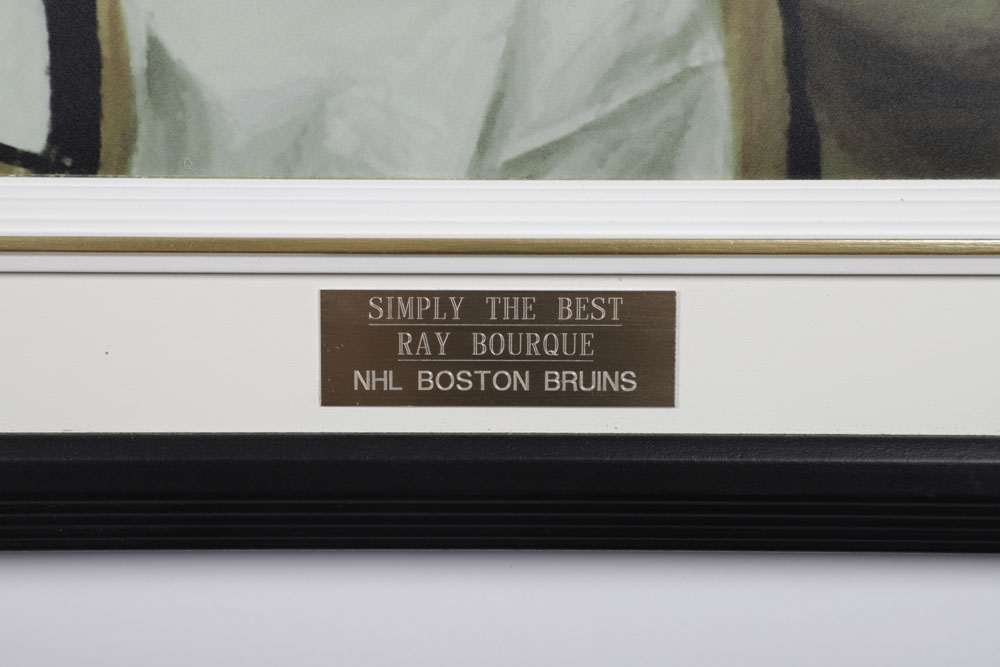 SIMPLY THE BEST
RAY BOURQUE
NHL BOSTON BRUINS